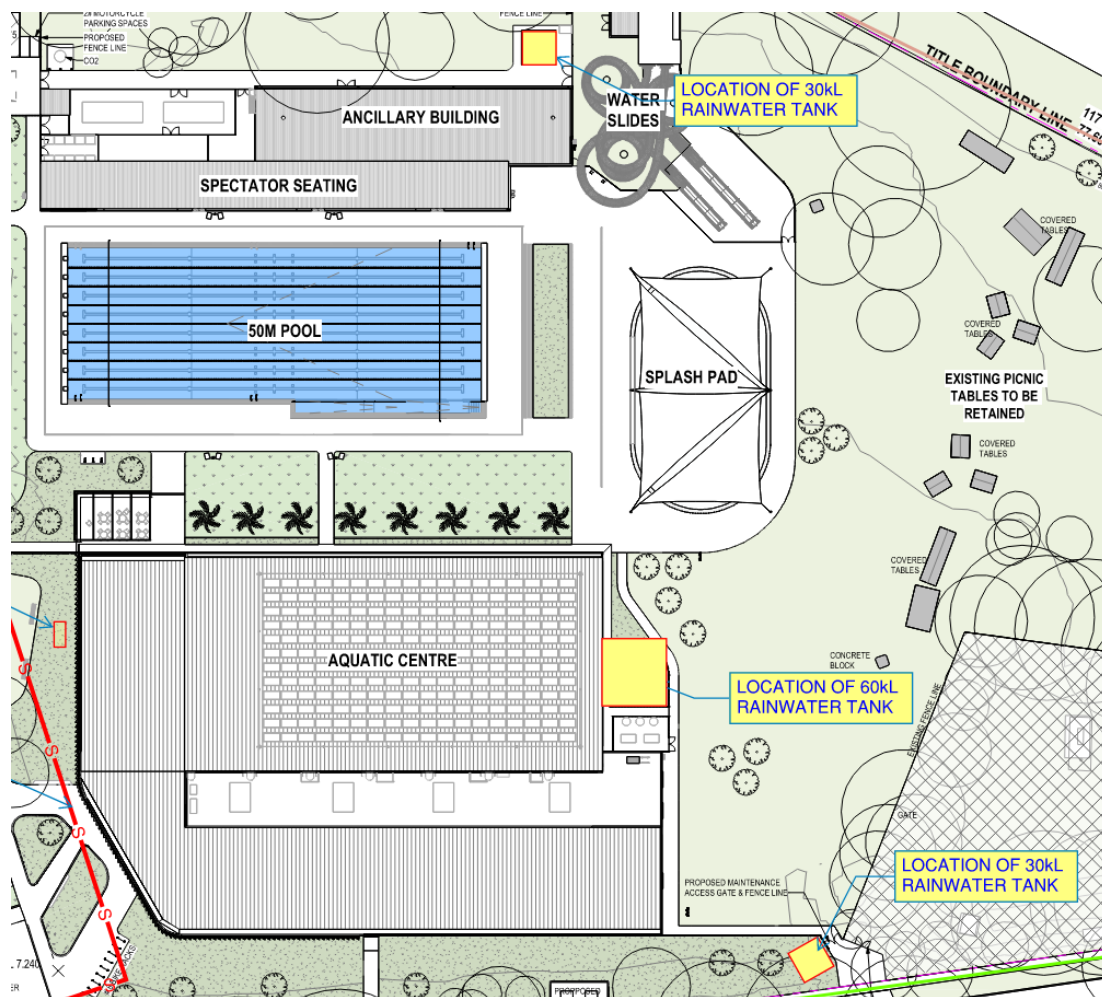 MOTORCYCLE
PARKING SPACES
PROPOSED
FENCE LINE
CO2
FENCE LINE
LOCATION OF 30kL
RAINWATER TANK
WATER
SLIDES
TITLE BOUNDARY LINE
117
ANCILLARY BUILDING
SPECTATOR SEATING
COVERED
TABLES
50M POOL
COVERED
TABLES
SPLASH PAD
EXISTING PICNIC
TABLES TO BE
RETAINED
COVERED
TABLES
COVERED
TABLES
AQUATIC CENTRE
CONCRETE
BLOCK
LOCATION OF 60kL
RAINWATER TANK
EXISTING FENCE LINE
S
S
S
S
GATE
LOCATION OF 30kL
RAINWATER TANK
PROPOSED MAINTENANCE
ACCESS GATE & FENCE LINE
7.240
PROPOSED